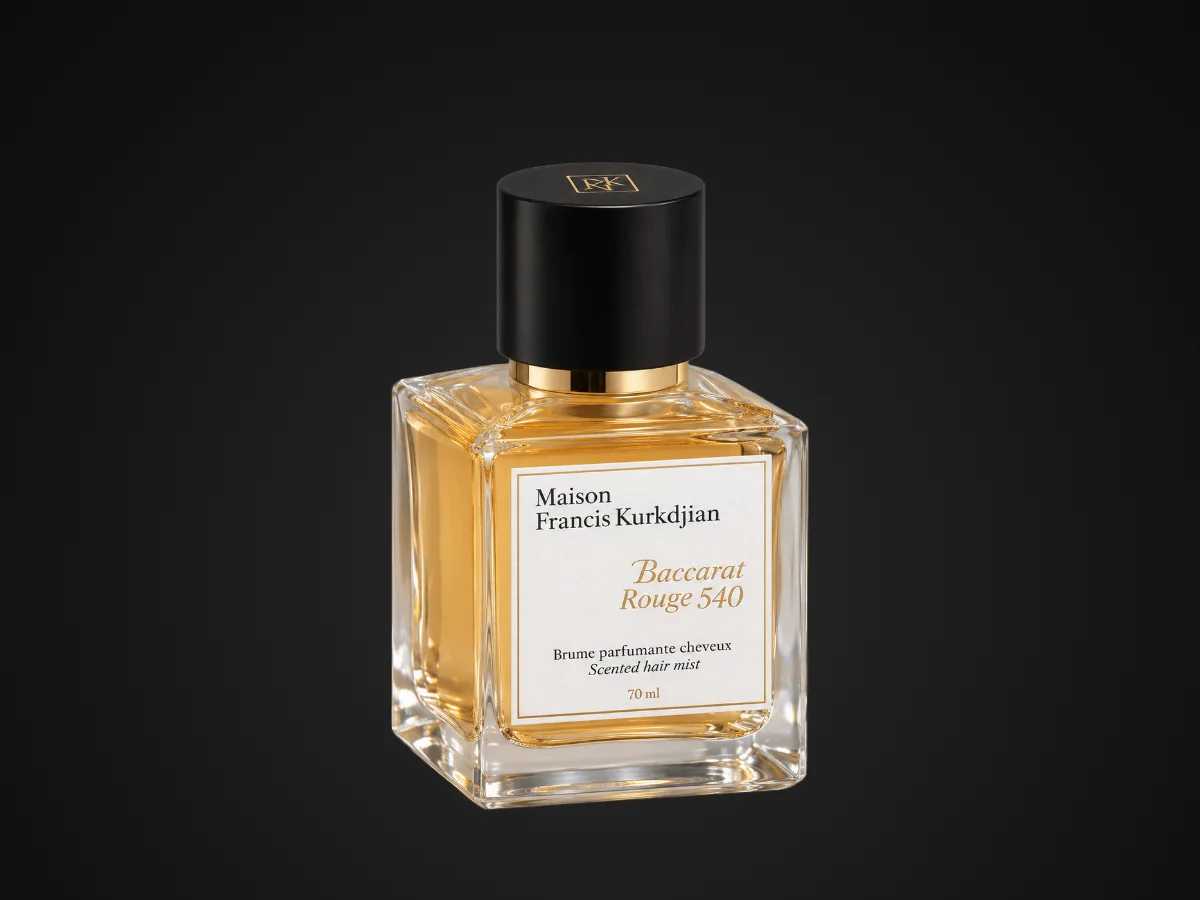 Maison
Francis Kurkdjian
Baccarat
Rouge 540
Brume parfumante cheveux
Scented hair mist
70 ml